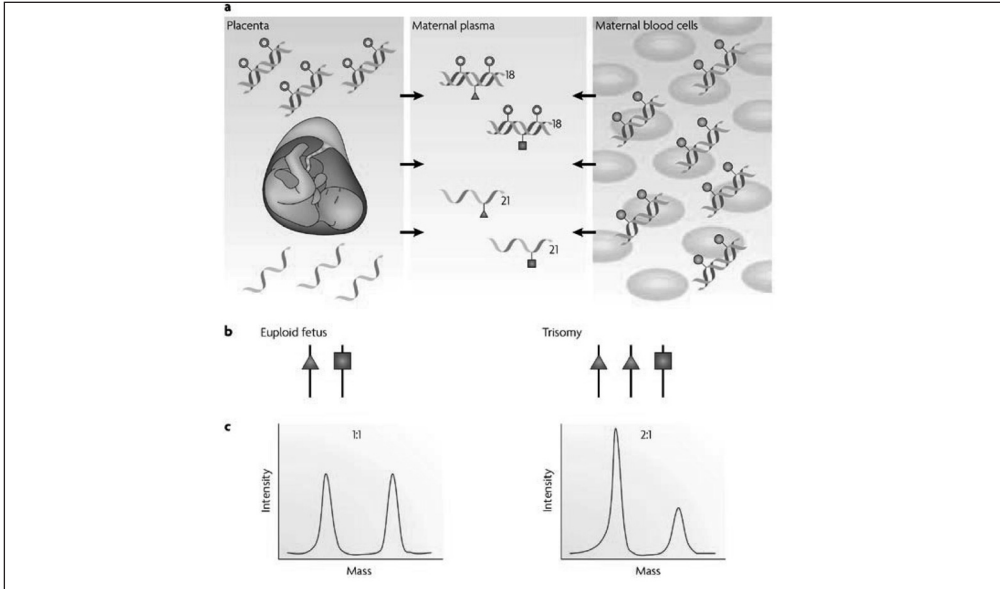 a
Placenta
Maternal plasma
Maternal blood cells
18
18
21
21
b
Euploid fetus
Trisomy
c
1:1
2:1
Intensity
Intensity
Mass
Mass